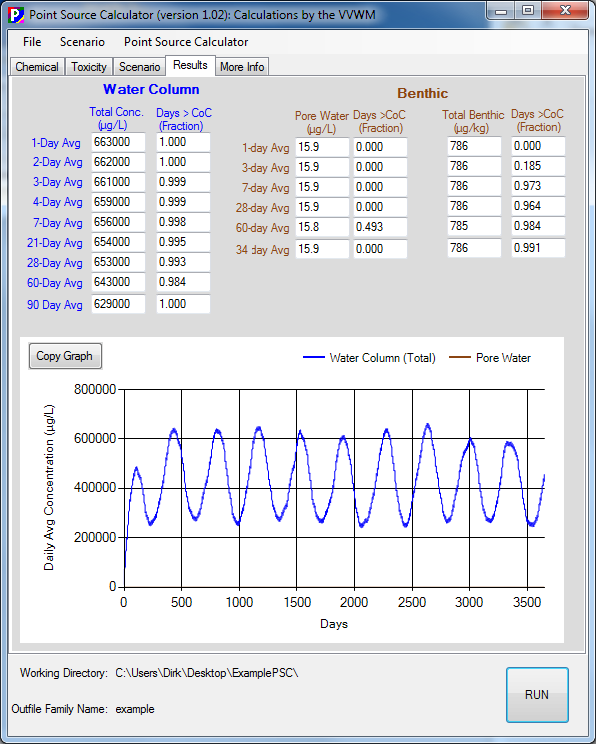 Point Source Calculator (version 1.02): Calculations by the VVWM
File Scenario Point Source Calculator
Chemical Toxicity Scenario Results More Info
Water Column
Total Conc. (µg/L) Days > CoC (Fraction)
1-Day Avg 663000 1.000
2-Day Avg 662000 1.000
3-Day Avg 661000 0.999
4-Day Avg 659000 0.999
7-Day Avg 656000 0.998
21-Day Avg 654000 0.995
28-Day Avg 653000 0.993
60-Day Avg 643000 0.984
90 Day Avg 629000 1.000
Benthic
Pore Water (µg/L) Days >CoC (Fraction) Total Benthic (µg/kg) Days >CoC (Fraction)
1-day Avg 15.9 0.000 786 0.000
3-day Avg 15.9 0.000 786 0.185
7-day Avg 15.9 0.000 786 0.973
28-day Avg 15.9 0.000 786 0.964
60-day Avg 15.8 0.493 785 0.984
34 day Avg 15.9 0.000 786 0.991
Copy Graph
Water Column (Total) Pore Water
Daily Avg Concentration (µg/L)
800000
600000
400000
200000
0
0 500 1000 1500 2000 2500 3000 3500
Days
Working Directory: C:\Users\Dirk\Desktop\ExamplePSC\
Outfile Family Name: example
RUN